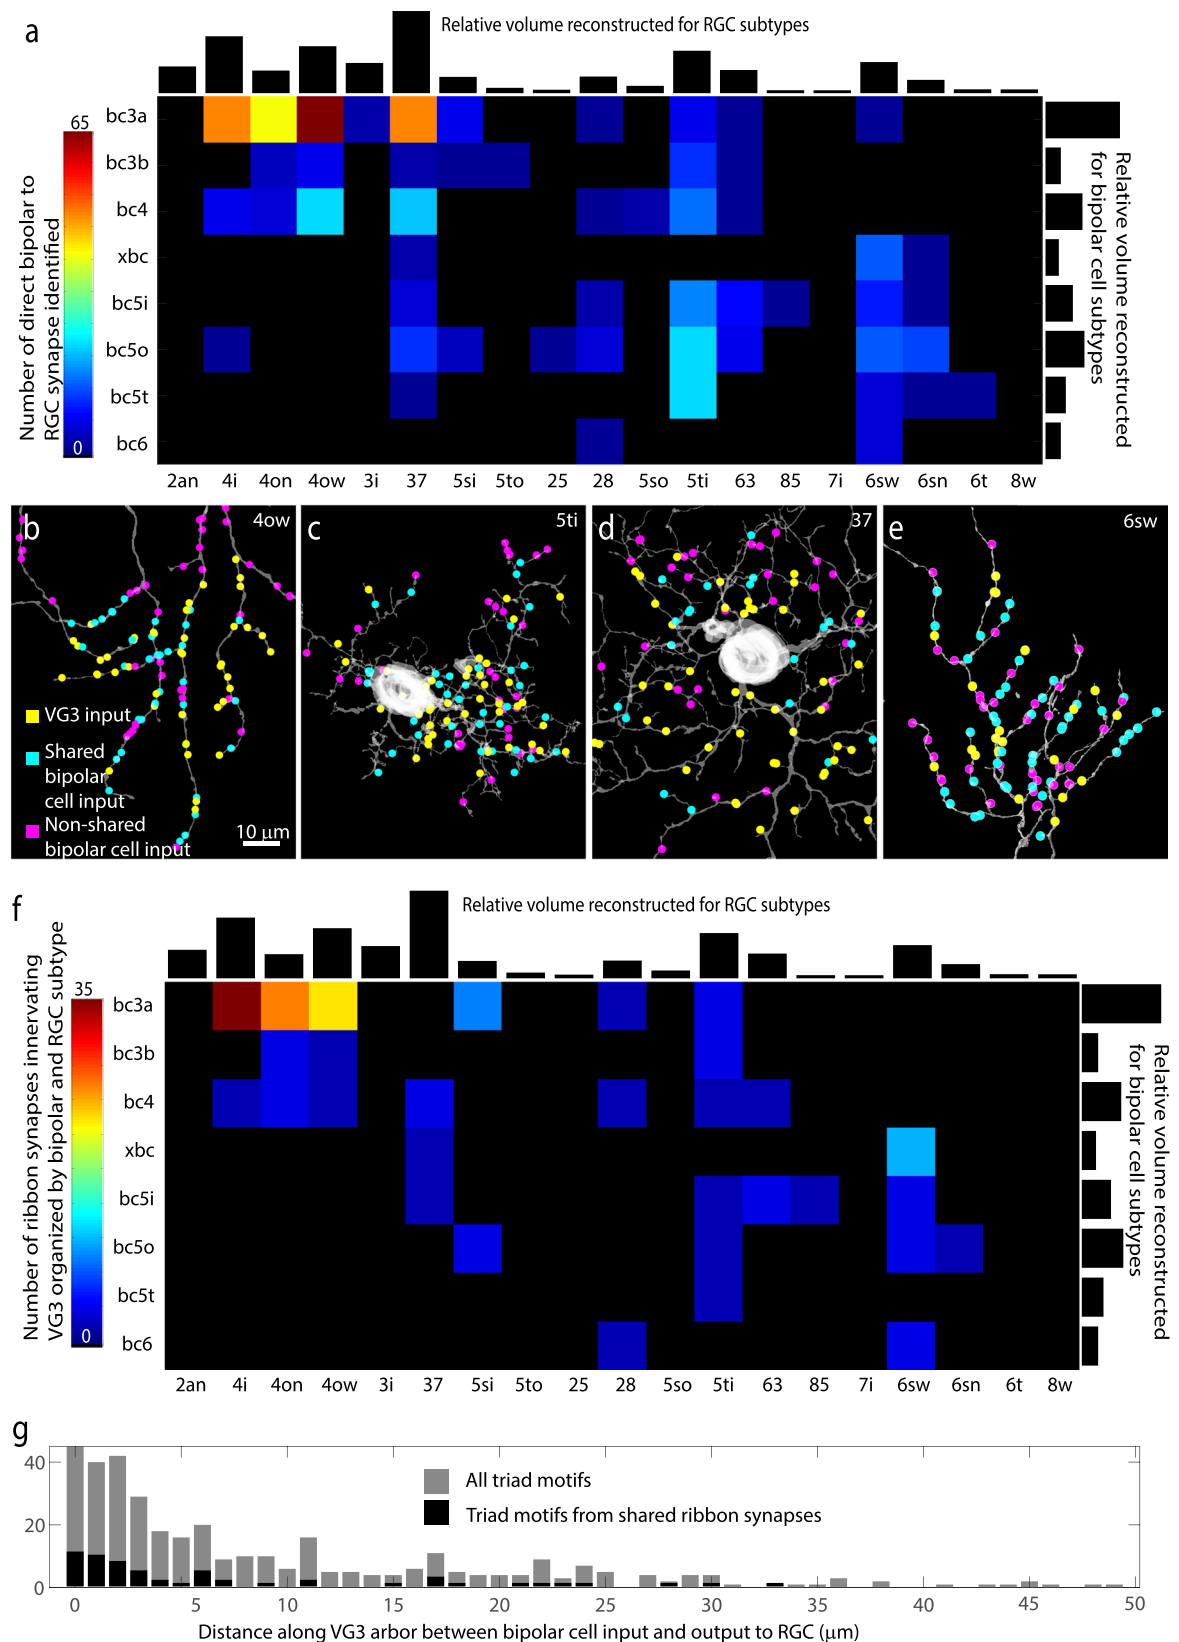 a
Relative volume reconstructed for RGC subtypes
Number of direct bipolar to
RGC synapse identified
65
0
bc3a
bc3b
bc4
xbc
bc5i
bc5o
bc5t
bc6
Relative volume reconstructed
for bipolar cell subtypes
2an 4i 4on 4ow 3i 37 5si 5to 25 28 5so 5ti 63 85 7i 6sw 6sn 6t 8w
b 4ow
VG3 input
Shared
bipolar
cell input
Non-shared
bipolar cell input
10 μm
c 5ti
d 37
e 6sw
f
Relative volume reconstructed for RGC subtypes
Number of ribbon synapses innervating
VG3 organized by bipolar and RGC subtype
35
0
bc3a
bc3b
bc4
xbc
bc5i
bc5o
bc5t
bc6
Relative volume reconstructed
for bipolar cell subtypes
2an 4i 4on 4ow 3i 37 5si 5to 25 28 5so 5ti 63 85 7i 6sw 6sn 6t 8w
g
40
20
0
All triad motifs
Triad motifs from shared ribbon synapses
0 5 10 15 20 25 30 35 40 45 50
Distance along VG3 arbor between bipolar cell input and output to RGC (μm)